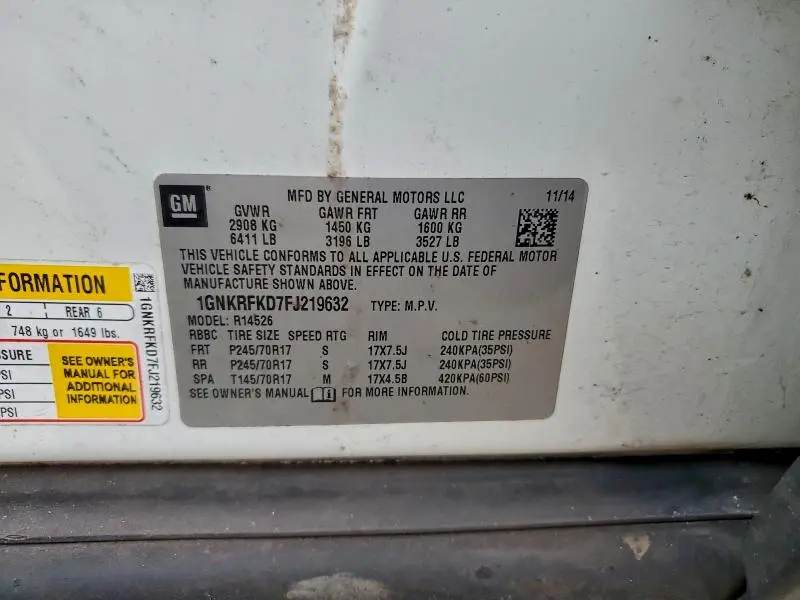 GM
MFD BY GENERAL MOTORS LLC 11/14
GVWR GAWR FRT GAWR RR
2908 KG 1450 KG 1600 KG
6411 LB 3196 LB 3527 LB
THIS VEHICLE CONFORMS TO ALL APPLICABLE U.S. FEDERAL MOTOR
VEHICLE SAFETY STANDARDS IN EFFECT ON THE DATE OF
MANUFACTURE SHOWN ABOVE.
1GNKRFKD7FJ219632 TYPE: M.P.V.
MODEL: R14526
RBBC TIRE SIZE SPEED RTG RIM COLD TIRE PRESSURE
FRT P245/70R17 S 17X7.5J 240KPA(35PSI)
RR P245/70R17 S 17X7.5J 240KPA(35PSI)
SPA T145/70R17 M 17X4.5B 420KPA(60PSI)
SEE OWNER'S MANUAL FOR MORE INFORMATION.
FORMATION
2 REAR 6
748 kg or 1649 lbs.
SSURE
PSI
PSI
PSI
SEE OWNER'S
MANUAL FOR
ADDITIONAL
INFORMATION
1GNKRFKD7FJ219632